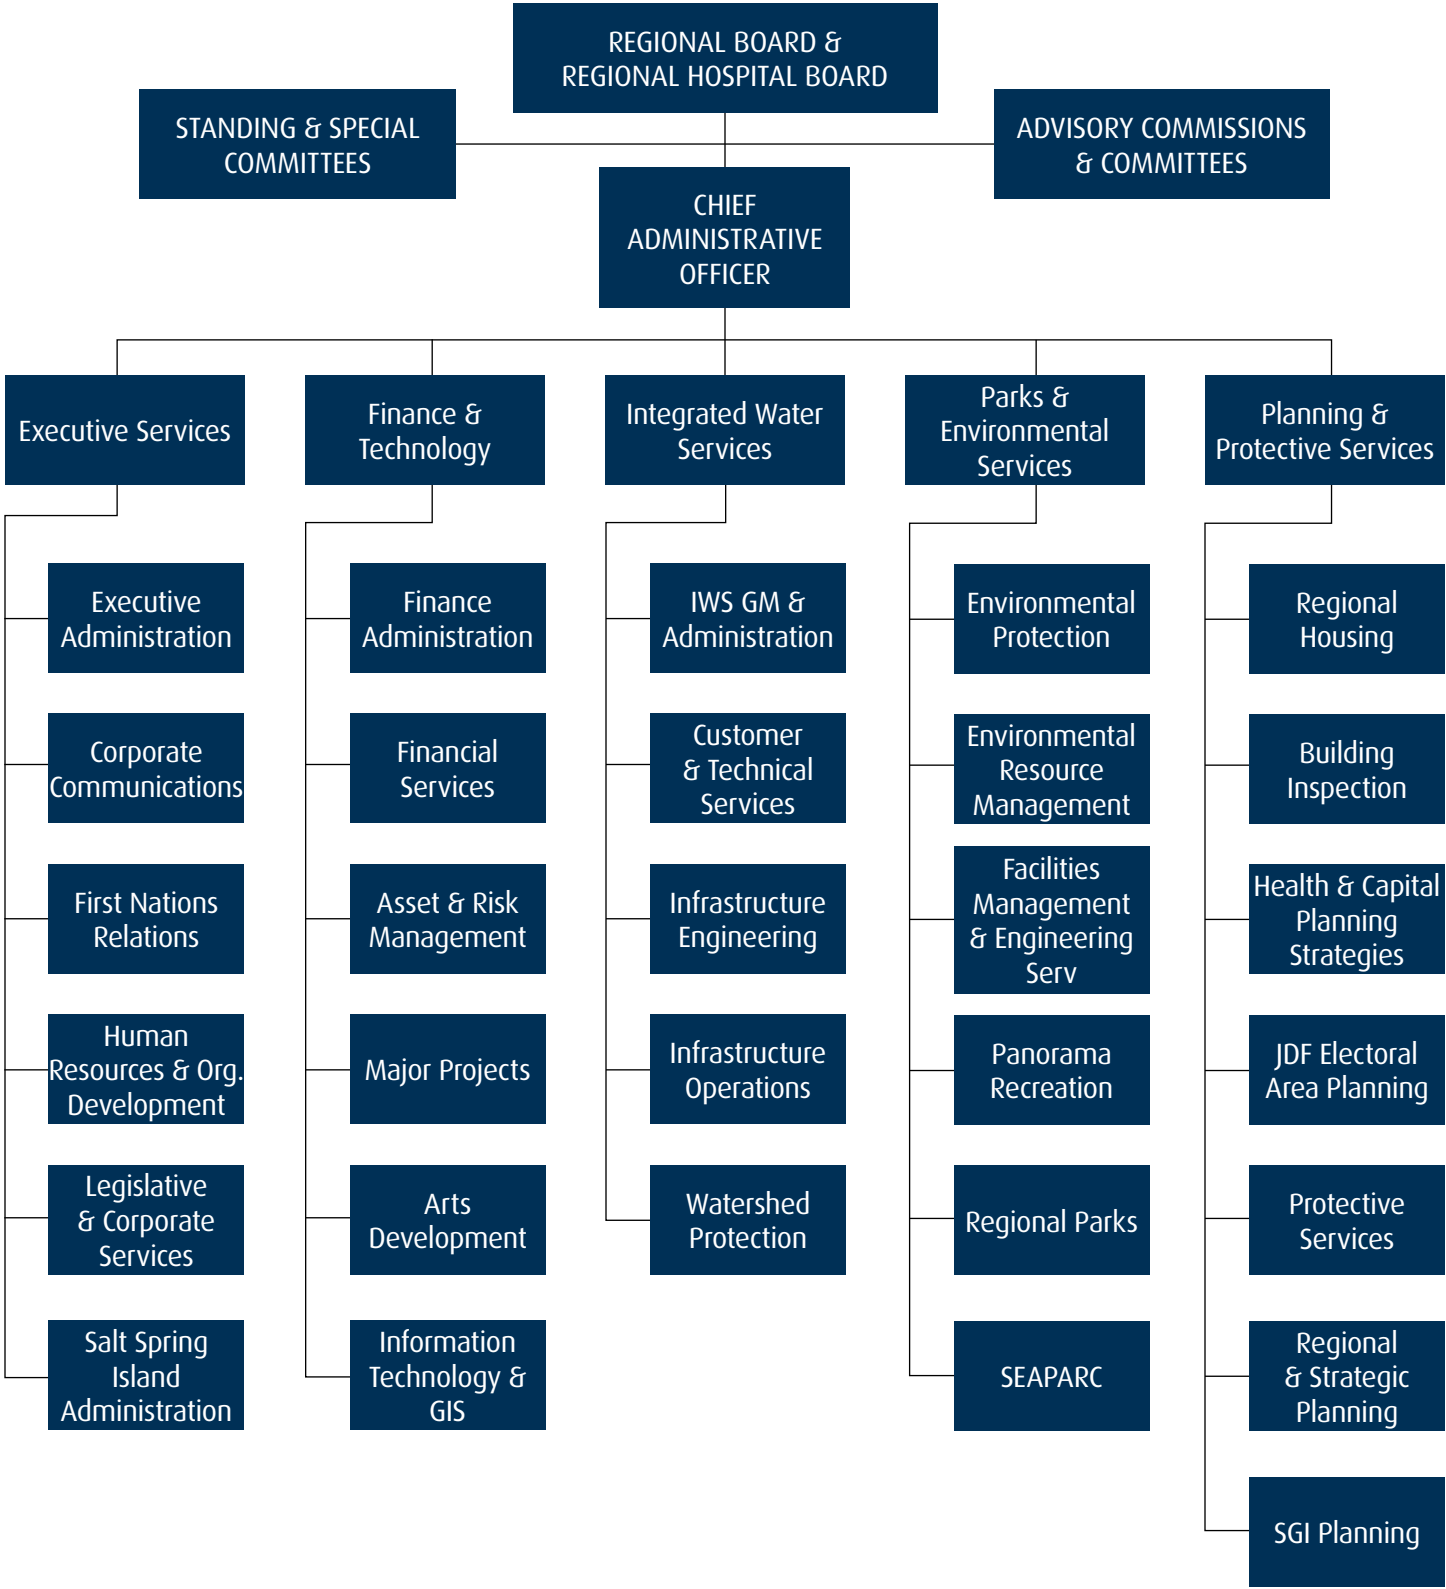 REGIONAL BOARD &
REGIONAL HOSPITAL BOARD
STANDING & SPECIAL
COMMITTEES
ADVISORY COMMISSIONS
& COMMITTEES
CHIEF
ADMINISTRATIVE
OFFICER
Executive Services
Executive
Administration
Corporate
Communications
First Nations
Relations
Human
Resources & Org.
Development
Legislative
& Corporate
Services
Salt Spring
Island
Administration
Finance &
Technology
Finance
Administration
Financial
Services
Asset & Risk
Management
Major Projects
Arts
Development
Information
Technology &
GIS
Integrated Water
Services
IWS GM &
Administration
Customer
& Technical
Services
Infrastructure
Engineering
Infrastructure
Operations
Watershed
Protection
Parks &
Environmental
Services
Environmental
Protection
Environmental
Resource
Management
Facilities
Management
& Engineering
Serv
Panorama
Recreation
Regional Parks
SEAPARC
Planning &
Protective Services
Regional
Housing
Building
Inspection
Health & Capital
Planning
Strategies
JDF Electoral
Area Planning
Protective
Services
Regional
& Strategic
Planning
SGI Planning